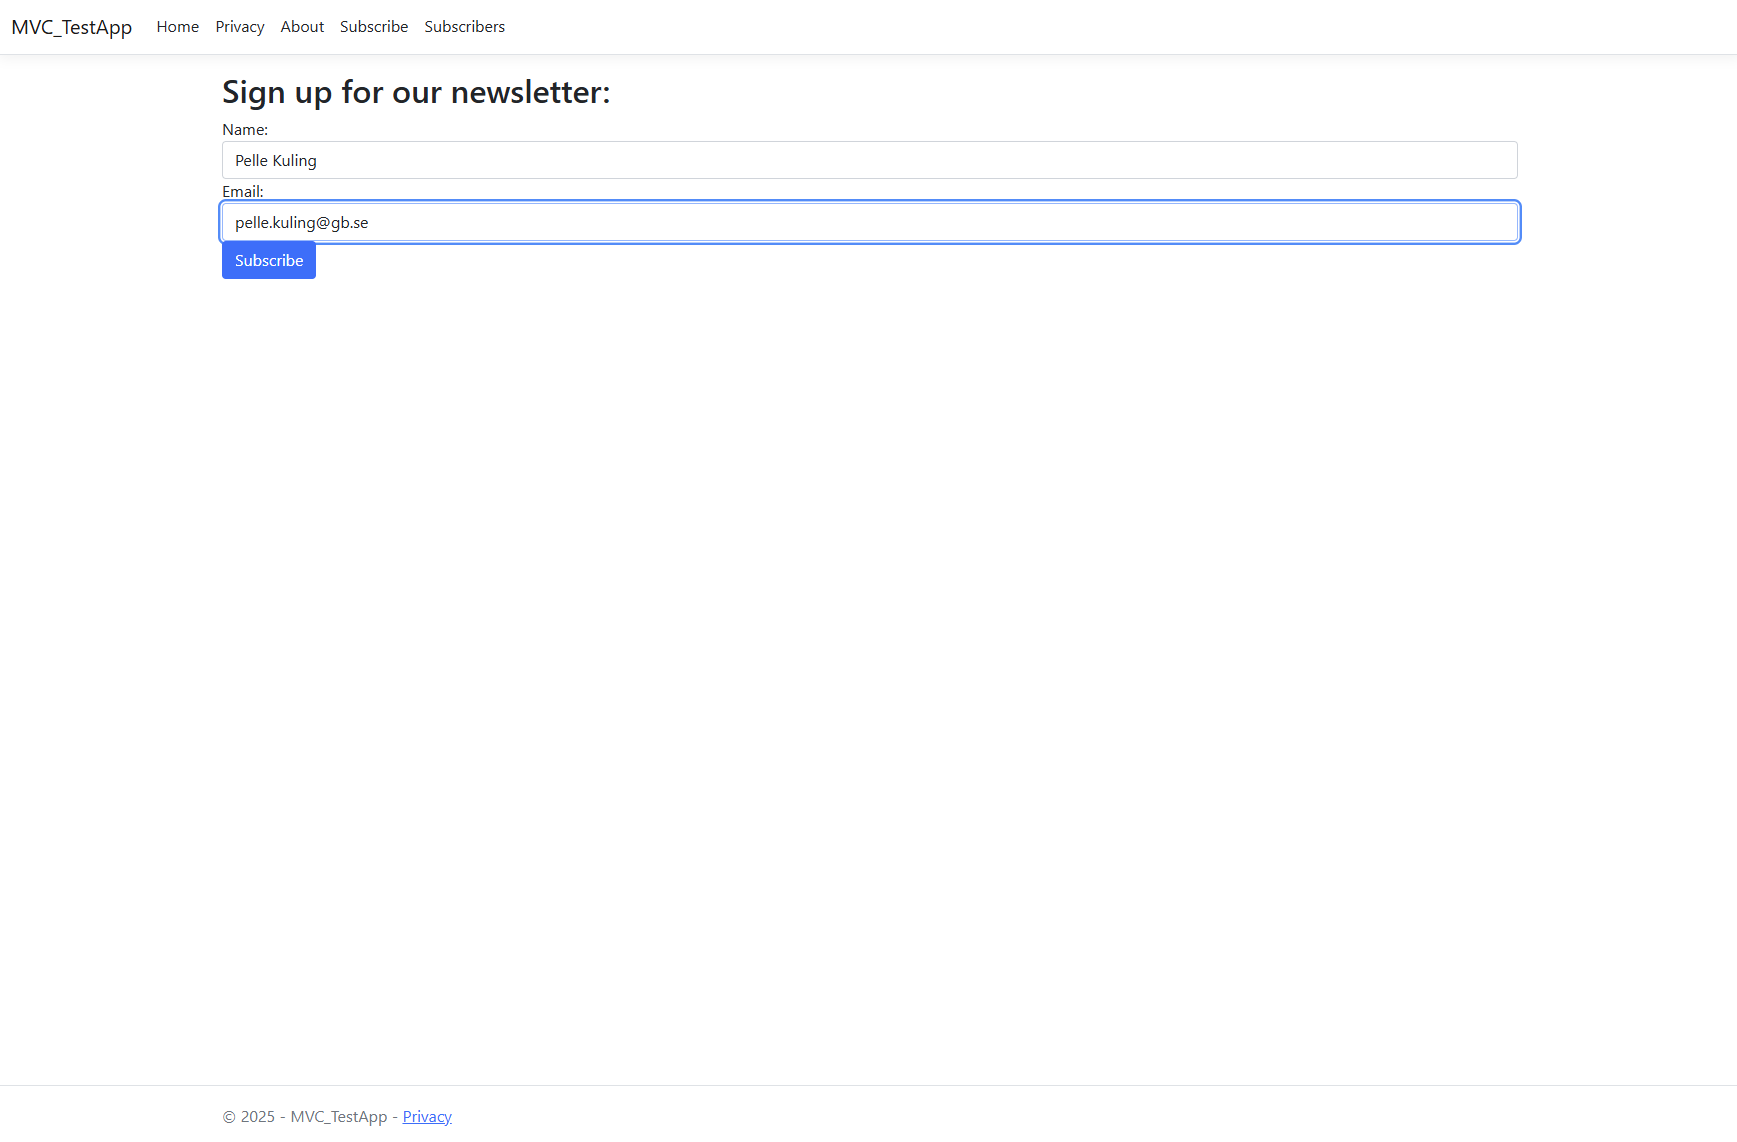 MVC_TestApp Home Privacy About Subscribe Subscribers
Sign up for our newsletter:
Name:
Pelle Kuling
Email:
pelle.kuling@gb.se
Subscribe
© 2025 - MVC_TestApp - Privacy